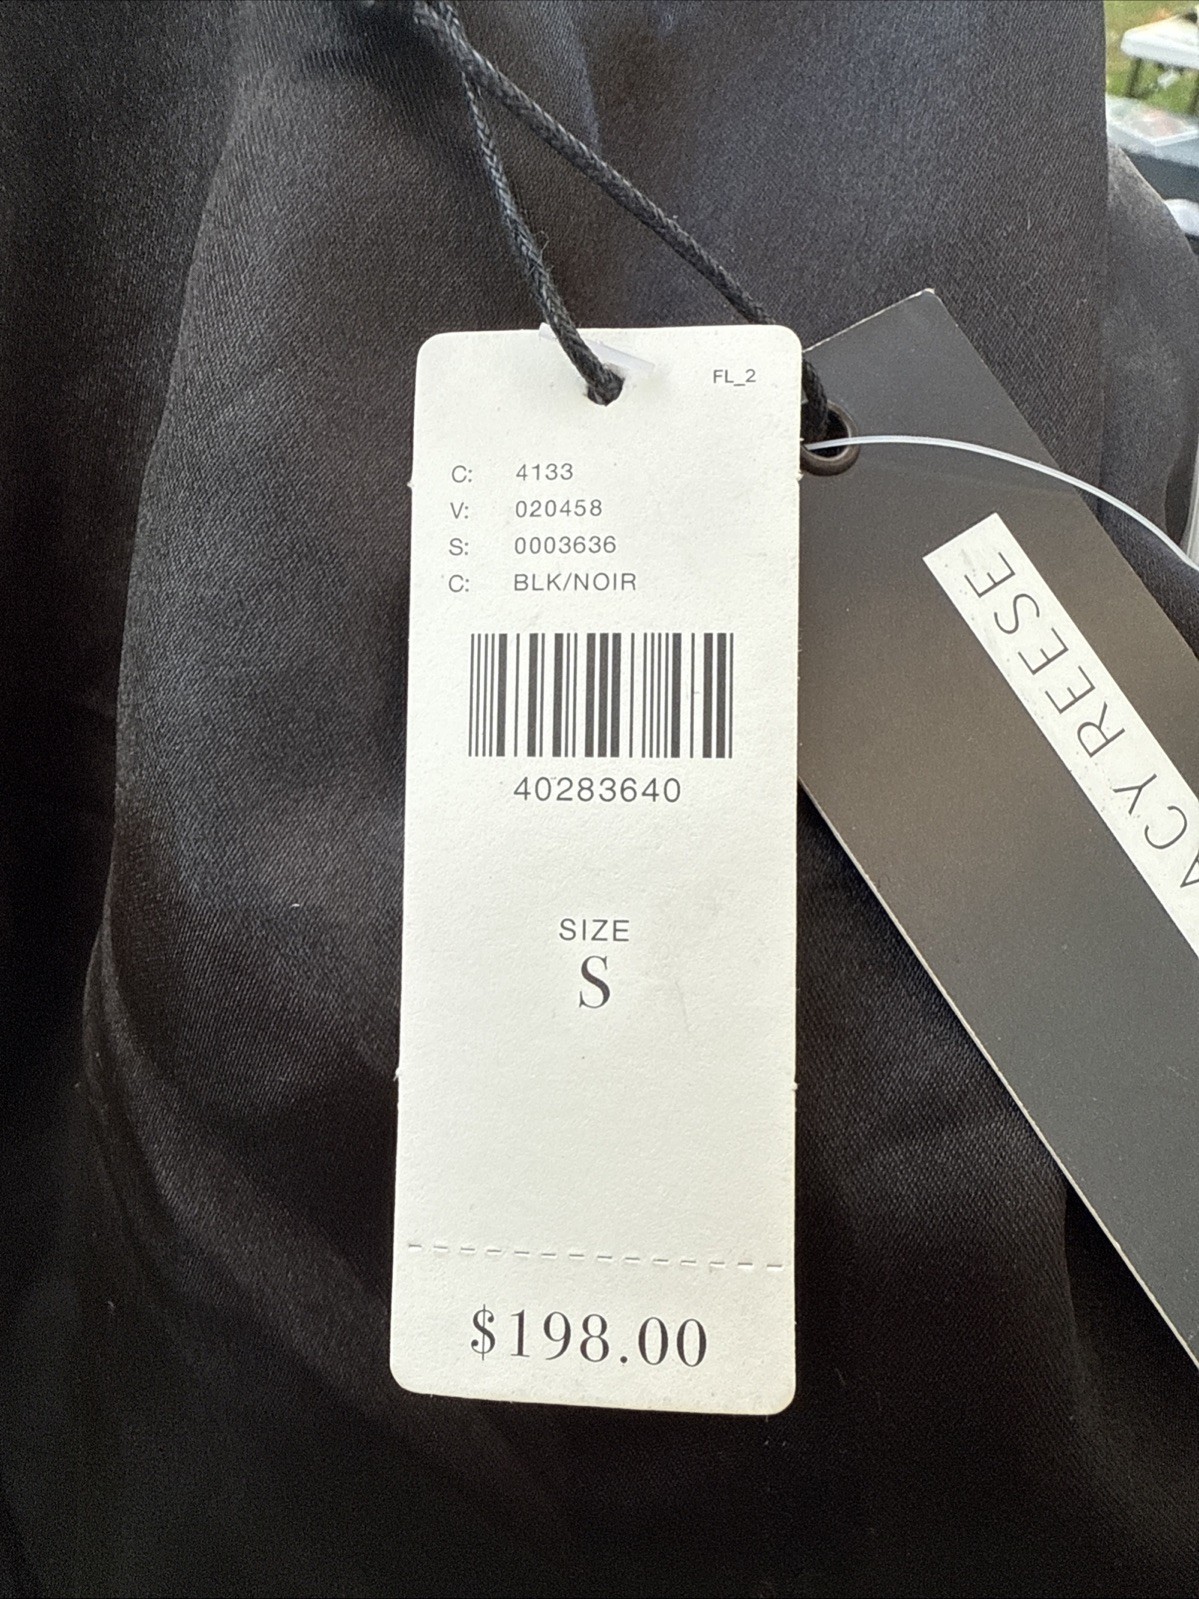 FL_2
C: 4133
V: 020458
S: 0003636
C: BLK/NOIR
40283640
SIZE
S
$198.00
ACY REESE